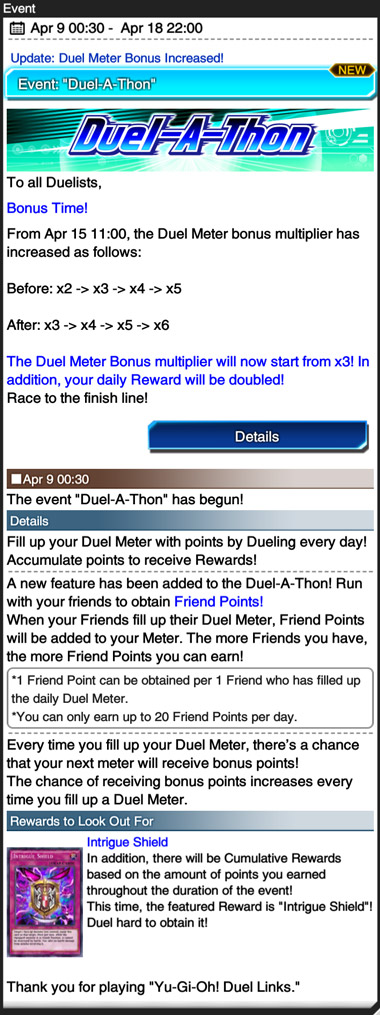 Event
Apr 9 00:30 - Apr 18 22:00
Update: Duel Meter Bonus Increased!
NEW
Event: "Duel-A-Thon"
Duel-A-Thon
To all Duelists,
Bonus Time!
From Apr 15 11:00, the Duel Meter bonus multiplier has
increased as follows:
Before: x2 -> x3 -> x4 -> x5
After: x3 -> x4 -> x5 -> x6
The Duel Meter Bonus multiplier will now start from x3! In
addition, your daily Reward will be doubled!
Race to the finish line!
Details
■Apr 9 00:30
The event "Duel-A-Thon" has begun!
Details
Fill up your Duel Meter with points by Dueling every day!
Accumulate points to receive Rewards!
A new feature has been added to the Duel-A-Thon! Run
with your friends to obtain Friend Points!
When your Friends fill up their Duel Meter, Friend Points
will be added to your Meter. The more Friends you have,
the more Friend Points you can earn!
*1 Friend Point can be obtained per 1 Friend who has filled up
the daily Duel Meter.
*You can only earn up to 20 Friend Points per day.
Every time you fill up your Duel Meter, there's a chance
that your next meter will receive bonus points!
The chance of receiving bonus points increases every
time you fill up a Duel Meter.
Rewards to Look Out For
Intrigue Shield
Intrigue Shield
In addition, there will be Cumulative Rewards
based on the amount of points you earned
throughout the duration of the event!
This time, the featured Reward is "Intrigue Shield"!
Duel hard to obtain it!
Thank you for playing "Yu-Gi-Oh! Duel Links."